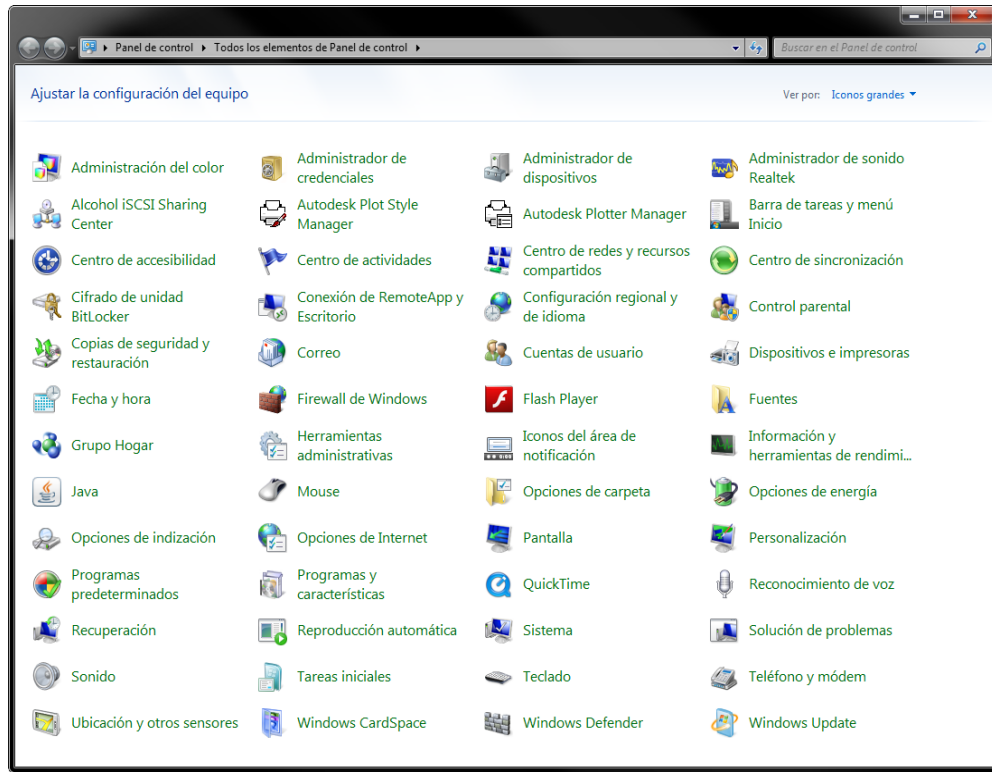 Panel de control ▸ Todos los elementos de Panel de control ▸
Buscar en el Panel de control
Ajustar la configuración del equipo
Ver por: Iconos grandes
Administración del color
Administrador de
credenciales
Administrador de
dispositivos
Administrador de sonido
Realtek
Alcohol iSCSI Sharing
Center
Autodesk Plot Style
Manager
Autodesk Plotter Manager
Barra de tareas y menú
Inicio
Centro de accesibilidad
Centro de actividades
Centro de redes y recursos
compartidos
Centro de sincronización
Cifrado de unidad
BitLocker
Conexión de RemoteApp y
Escritorio
Configuración regional y
de idioma
Control parental
Copias de seguridad y
restauración
Correo
Cuentas de usuario
Dispositivos e impresoras
Fecha y hora
Firewall de Windows
Flash Player
Fuentes
Grupo Hogar
Herramientas
administrativas
Iconos del área de
notificación
Información y
herramientas de rendimi...
Java
Mouse
Opciones de carpeta
Opciones de energía
Opciones de indización
Opciones de Internet
Pantalla
Personalización
Programas
predeterminados
Programas y
características
QuickTime
Reconocimiento de voz
Recuperación
Reproducción automática
Sistema
Solución de problemas
Sonido
Tareas iniciales
Teclado
Teléfono y módem
Ubicación y otros sensores
Windows CardSpace
Windows Defender
Windows Update